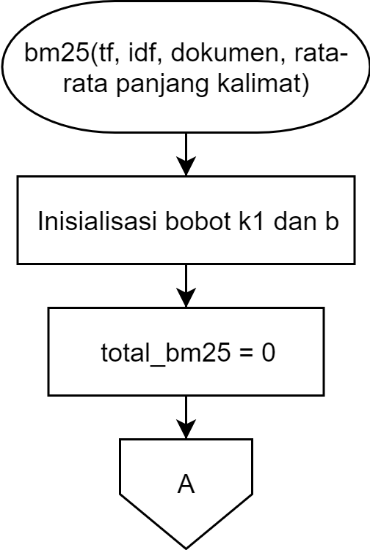 bm25(tf, idf, dokumen, rata-
rata panjang kalimat)
Inisialisasi bobot k1 dan b
total_bm25 = 0
A